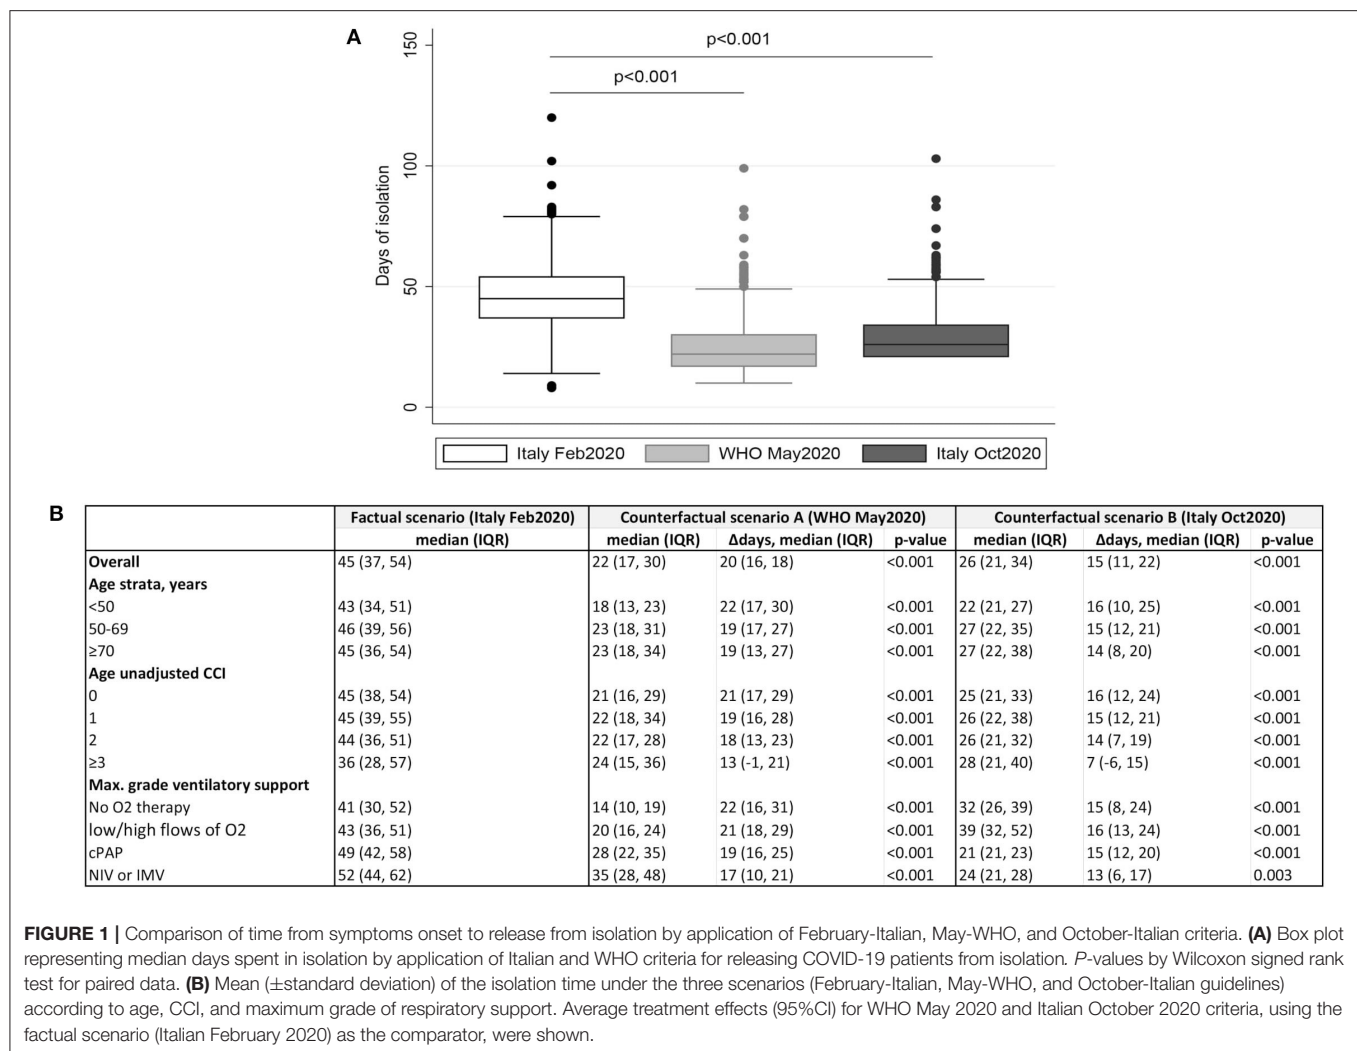 A
p<0.001
p<0.001
150
100
50
0
Days of isolation
Italy Feb2020 WHO May2020 Italy Oct2020
B
Factual scenario (Italy Feb2020) Counterfactual scenario A (WHO May2020) Counterfactual scenario B (Italy Oct2020)
median (IQR) median (IQR) Δdays, median (IQR) p-value median (IQR) Δdays, median (IQR) p-value
Overall 45 (37, 54) 22 (17, 30) 20 (16, 18) <0.001 26 (21, 34) 15 (11, 22) <0.001
Age strata, years
<50 43 (34, 51) 18 (13, 23) 22 (17, 30) <0.001 22 (21, 27) 16 (10, 25) <0.001
50-69 46 (39, 56) 23 (18, 31) 19 (17, 27) <0.001 27 (22, 35) 15 (12, 21) <0.001
≥70 45 (36, 54) 23 (18, 34) 19 (13, 27) <0.001 27 (22, 38) 14 (8, 20) <0.001
Age unadjusted CCI
0 45 (38, 54) 21 (16, 29) 21 (17, 29) <0.001 25 (21, 33) 16 (12, 24) <0.001
1 45 (39, 55) 22 (18, 34) 19 (16, 28) <0.001 26 (22, 38) 15 (12, 21) <0.001
2 44 (36, 51) 22 (17, 28) 18 (13, 23) <0.001 26 (21, 32) 14 (7, 19) <0.001
≥3 36 (28, 57) 24 (15, 36) 13 (-1, 21) <0.001 28 (21, 40) 7 (-6, 15) <0.001
Max. grade ventilatory support
No O2 therapy 41 (30, 52) 14 (10, 19) 22 (16, 31) <0.001 32 (26, 39) 15 (8, 24) <0.001
low/high flows of O2 43 (36, 51) 20 (16, 24) 21 (18, 29) <0.001 39 (32, 52) 16 (13, 24) <0.001
cPAP 49 (42, 58) 28 (22, 35) 19 (16, 25) <0.001 21 (21, 23) 15 (12, 20) <0.001
NIV or IMV 52 (44, 62) 35 (28, 48) 17 (10, 21) <0.001 24 (21, 28) 13 (6, 17) 0.003
FIGURE 1 | Comparison of time from symptoms onset to release from isolation by application of February-Italian, May-WHO, and October-Italian criteria. (A) Box plot
representing median days spent in isolation by application of Italian and WHO criteria for releasing COVID-19 patients from isolation. P-values by Wilcoxon signed rank
test for paired data. (B) Mean (±standard deviation) of the isolation time under the three scenarios (February-Italian, May-WHO, and October-Italian guidelines)
according to age, CCI, and maximum grade of respiratory support. Average treatment effects (95%CI) for WHO May 2020 and Italian October 2020 criteria, using the
factual scenario (Italian February 2020) as the comparator, were shown.